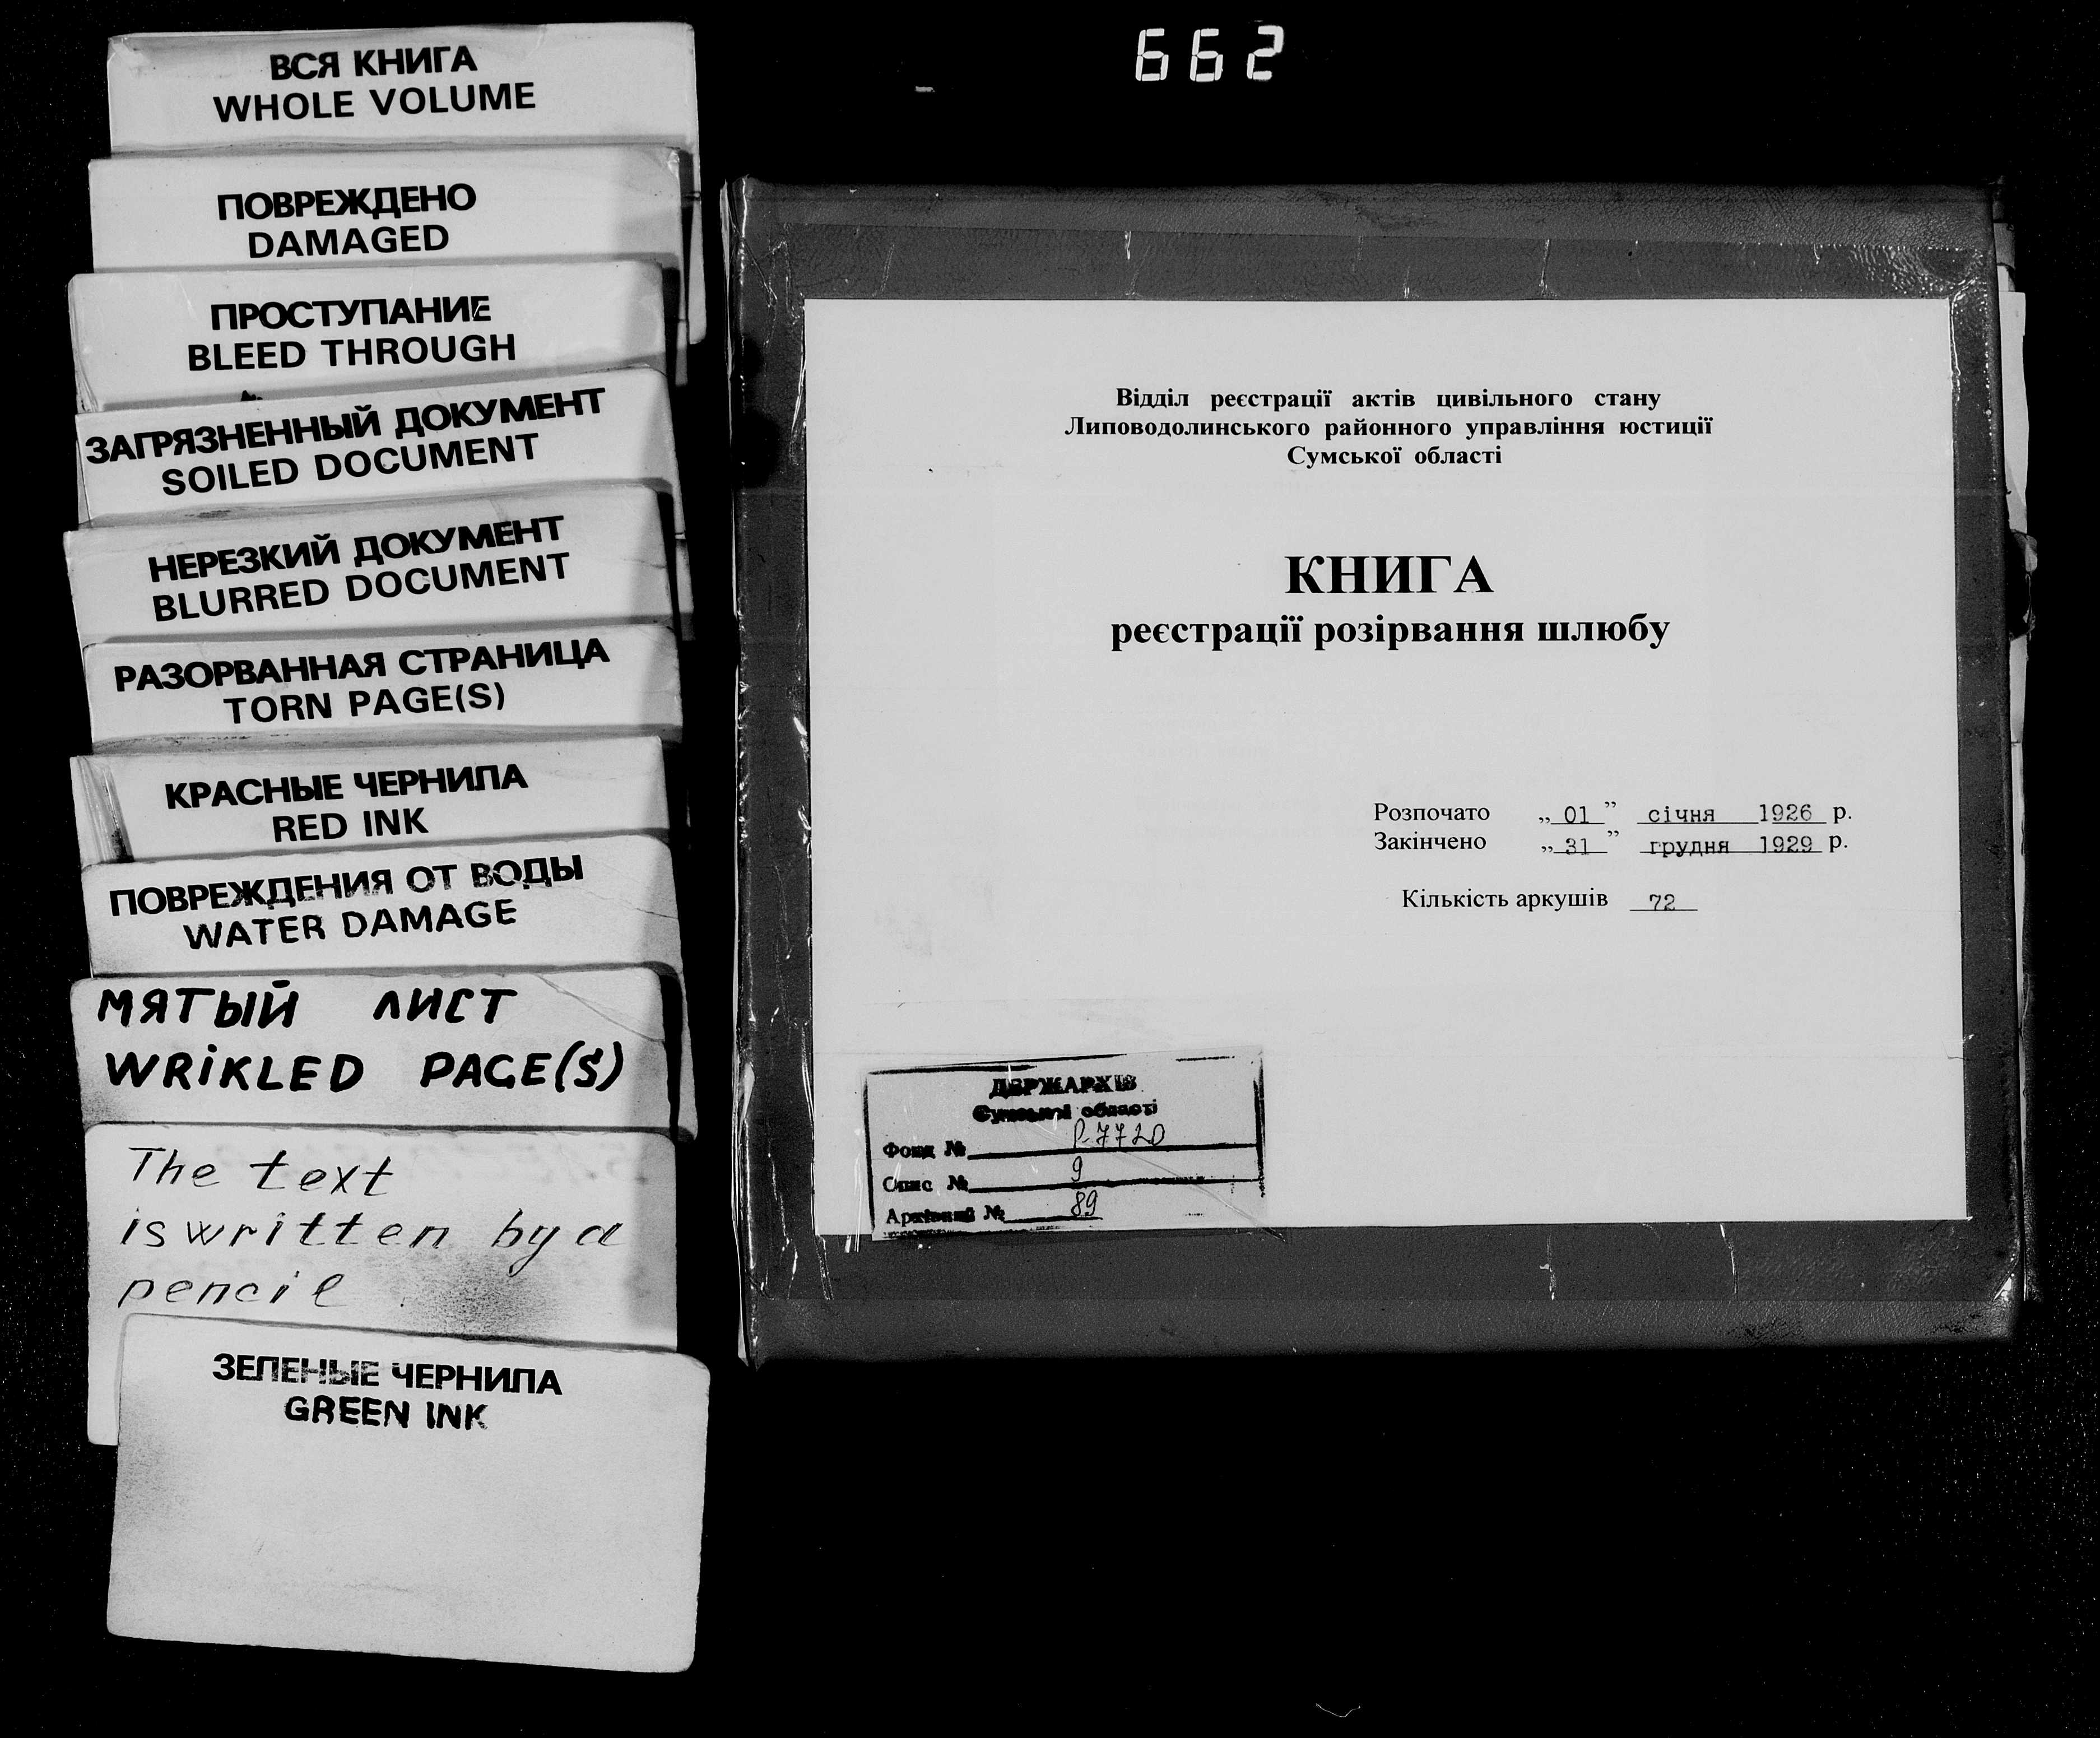 662
ВСЯ КНИГА
WHOLE VOLUME
ПОВРЕЖДЕНО
DAMAGED
ПРОСТУПАНИЕ
BLEED THROUGH
ЗАГРЯЗНЕННЫЙ ДОКУМЕНТ
SOILED DOCUMENT
НЕРЕЗКИЙ ДОКУМЕНТ
BLURRED DOCUMENT
РАЗОРВАННАЯ СТРАНИЦА
TORN PAGE(S)
КРАСНЫЕ ЧЕРНИЛА
RED INK
ПОВРЕЖДЕНИЯ ОТ ВОДЫ
WATER DAMAGE
МЯТЫЙ ЛИСТ
WRIKLED PAGE(S)
The text
is written by a
pencil
ЗЕЛЕНЫЕ ЧЕРНИЛА
GREEN INK
Відділ реєстрації актів цивільного стану
Липоводолинського районного управління юстиції
Сумської області
КНИГА
реєстрації розірвання шлюбу
Розпочато „ 01 ” січня 1926 р.
Закінчено „ 31 ” грудня 1929 р.
Кількість аркушів 72
ДЕРЖАРХІВ
Сумської області
Фонд № Р-7720
Опис № 9
Архівний № 89